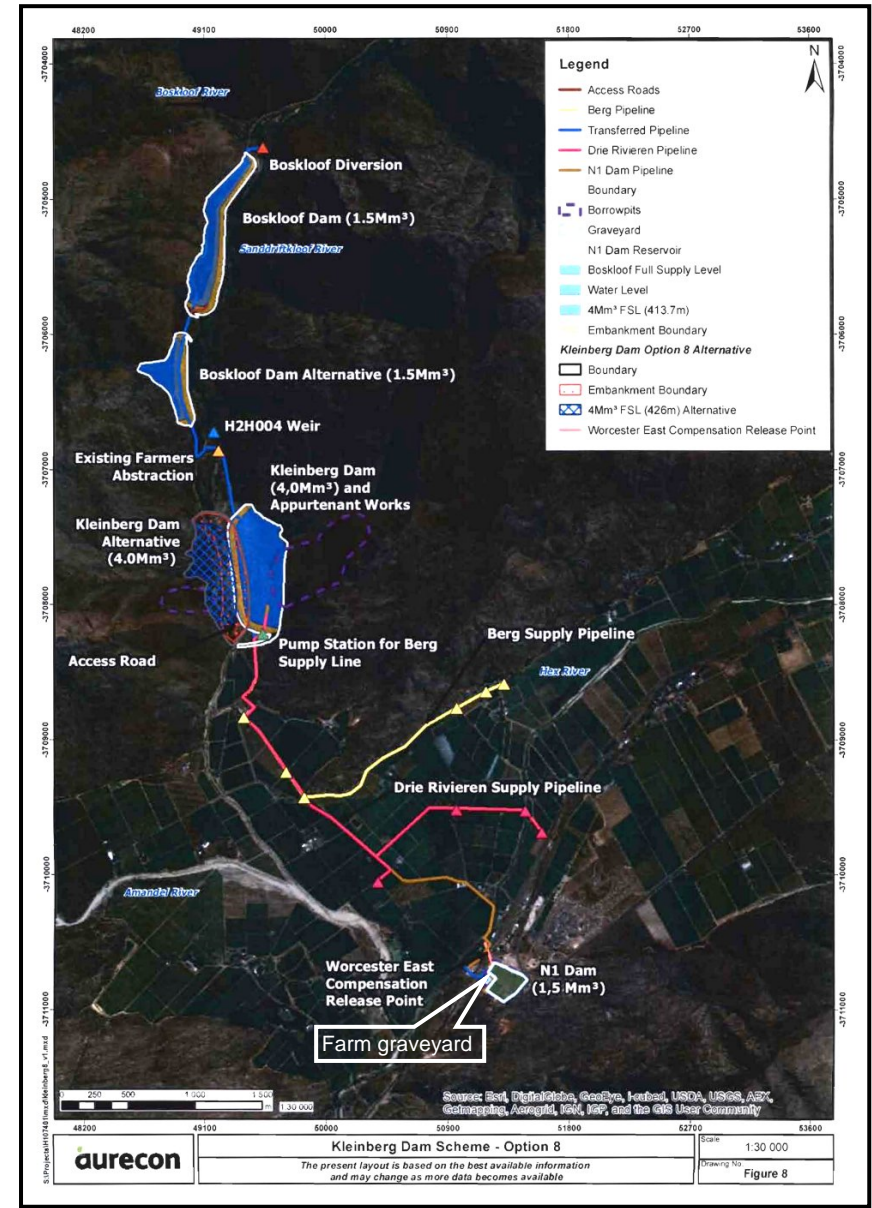 48200 49100 50000 50900 51800 52700 53600
-3704000
-3705000
-3706000
-3707000
-3708000
-3709000
-3710000
-3711000
-3704000
-3705000
-3706000
-3707000
-3708000
-3709000
-3710000
-3711000
N
Legend
Access Roads
Berg Pipeline
Transferred Pipeline
Drie Rivieren Pipeline
N1 Dam Pipeline
Boundary
Borrowpits
Graveyard
N1 Dam Reservoir
Boskloof Full Supply Level
Water Level
4Mm³ FSL (413.7m)
Embankment Boundary
Kleinberg Dam Option 8 Alternative
Boundary
Embankment Boundary
4Mm³ FSL (426m) Alternative
Worcester East Compensation Release Point
Boskloof River
Boskloof Diversion
Boskloof Dam (1.5Mm³)
Sanddriftkloof River
Boskloof Dam Alternative (1.5Mm³)
H2H004 Weir
Existing Farmers
Abstraction
Kleinberg Dam
(4,0Mm³) and
Appurtenant Works
Kleinberg Dam
Alternative
(4.0Mm³)
Pump Station for Berg
Supply Line
Access Road
Berg Supply Pipeline
Hex River
Drie Rivieren Supply Pipeline
Amandel River
Worcester East
Compensation
Release Point
N1 Dam
(1,5 Mm³)
Farm graveyard
0 250 500 1 000 1 500
m
1:30 000
Source: Esri, DigitalGlobe, GeoEye, i-cubed, USDA, USGS, AEX,
Getmapping, Aerogrid, IGN, IGP, and the GIS User Community
48200 49100 50000 50900 51800 52700 53600
aurecon
Kleinberg Dam Scheme - Option 8
The present layout is based on the best available information
and may change as more data becomes available
Scale
1:30 000
Drawing No.
Figure 8